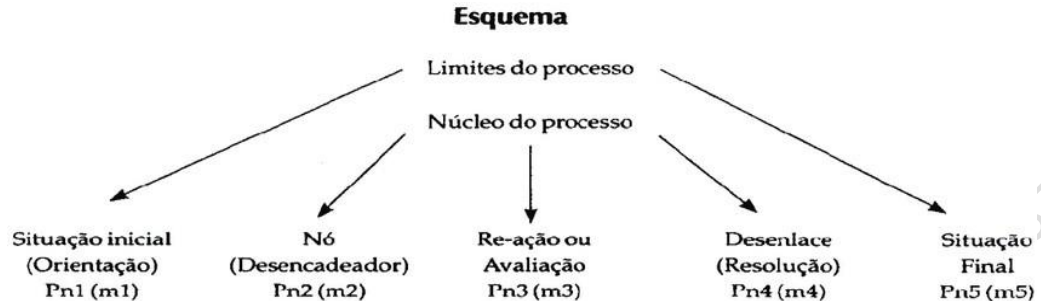 Esquema
Limites do processo
Núcleo do processo
Situação inicial
(Orientação)
Pn1 (m1)
Nó
(Desencadeador)
Pn2 (m2)
Re-ação ou
Avaliação
Pn3 (m3)
Desenlace
(Resolução)
Pn4 (m4)
Situação
Final
Pn5 (m5)